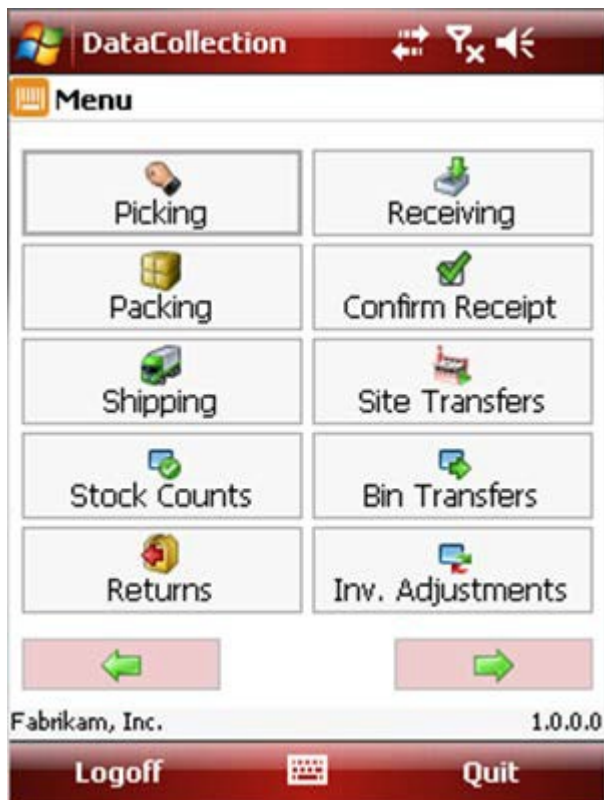 DataCollection
Menu
Picking
Receiving
Packing
Confirm Receipt
Shipping
Site Transfers
Stock Counts
Bin Transfers
Returns
Inv. Adjustments
Fabrikam, Inc.
1.0.0.0
Logoff
Quit